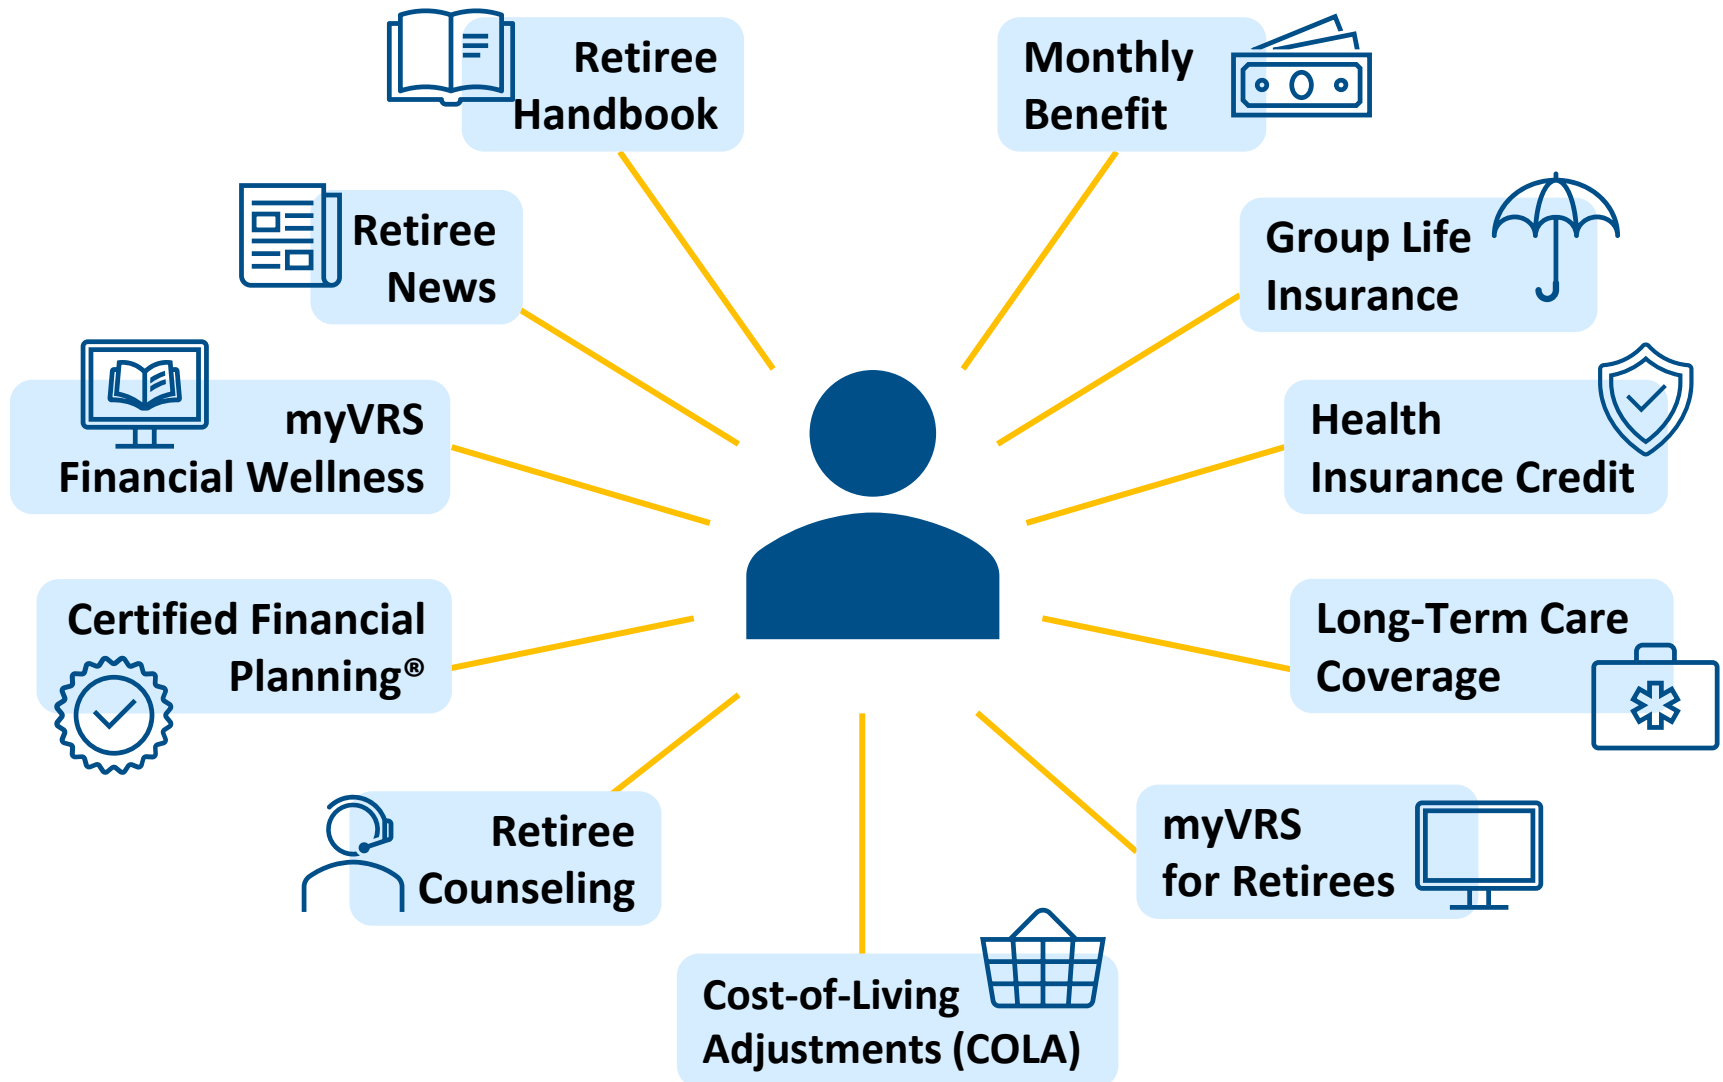 Retiree
Handbook
Monthly
Benefit
Retiree
News
Group Life
Insurance
myVRS
Financial Wellness
Health
Insurance Credit
Certified Financial
Planning®
Long-Term Care
Coverage
Retiree
Counseling
myVRS
for Retirees
Cost-of-Living
Adjustments (COLA)